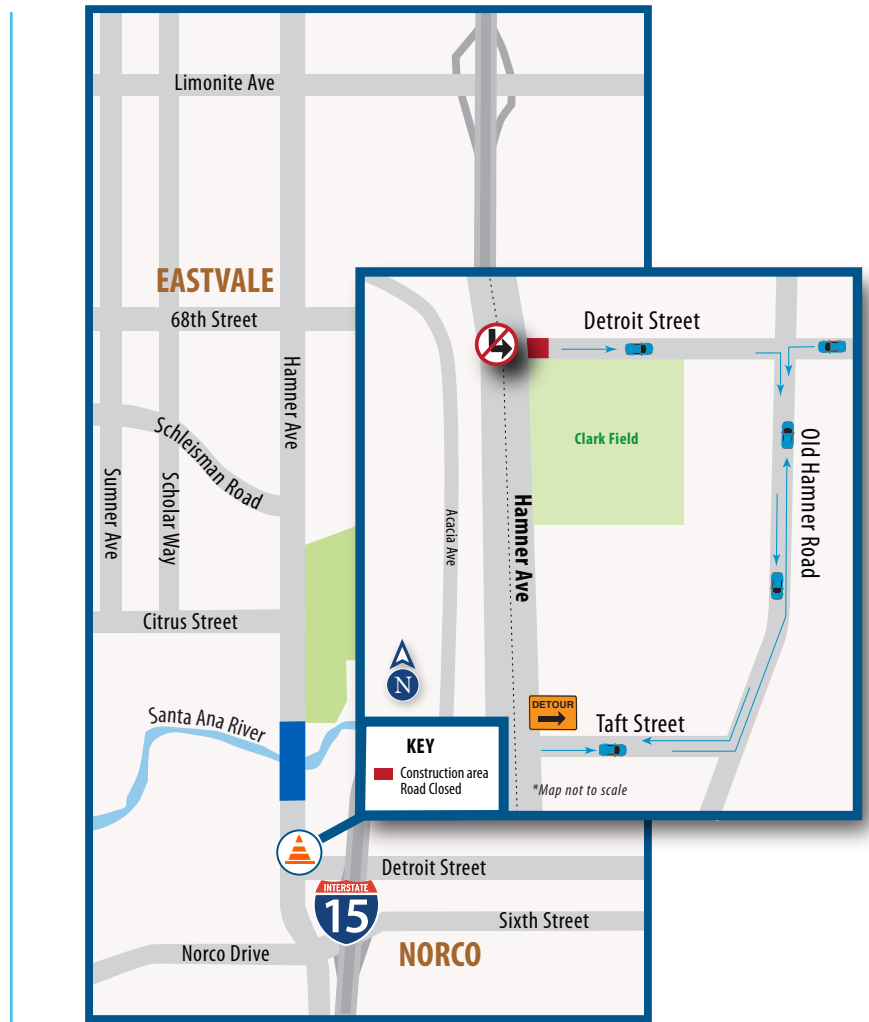 Limonite Ave
EASTVALE
68th Street
Hamner Ave
Schleisman Road
Sumner Ave
Scholar Way
Citrus Street
Santa Ana River
Detroit Street
Clark Field
Old Hamner Road
Acacia Ave
Hamner Ave
N
DETOUR
Taft Street
KEY
Construction area
Road Closed
*Map not to scale
Detroit Street
INTERSTATE
15
Sixth Street
Norco Drive
NORCO